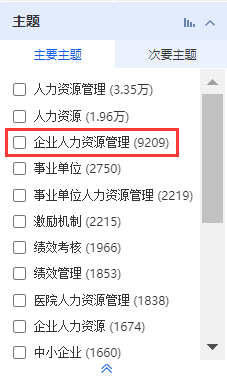 主题
主要主题 次要主题
人力资源管理 (3.35万)
人力资源 (1.96万)
企业人力资源管理 (9209)
事业单位 (2750)
事业单位人力资源管理 (2219)
激励机制 (2215)
绩效考核 (1966)
绩效管理 (1853)
医院人力资源管理 (1838)
企业人力资源 (1674)
中小企业 (1660)